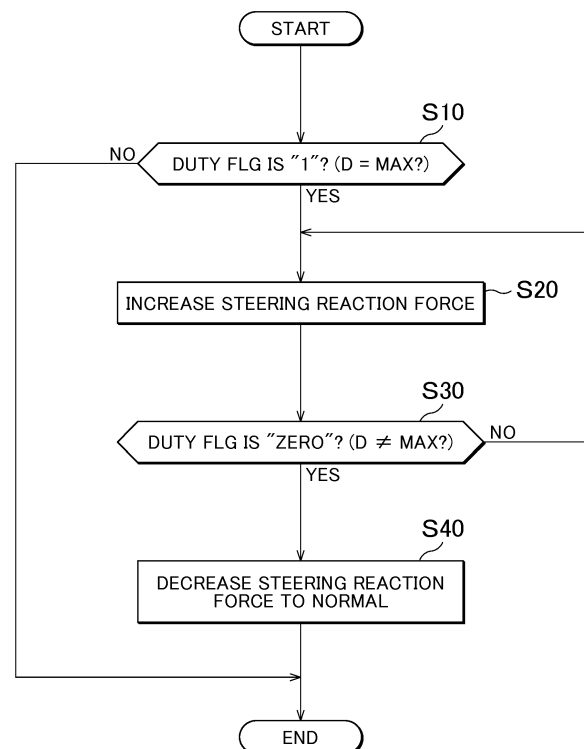 START
S10
NO
DUTY FLG IS "1"? (D = MAX?)
YES
INCREASE STEERING REACTION FORCE
S20
S30
DUTY FLG IS "ZERO"? (D ≠ MAX?)
NO
YES
S40
DECREASE STEERING REACTION
FORCE TO NORMAL
END